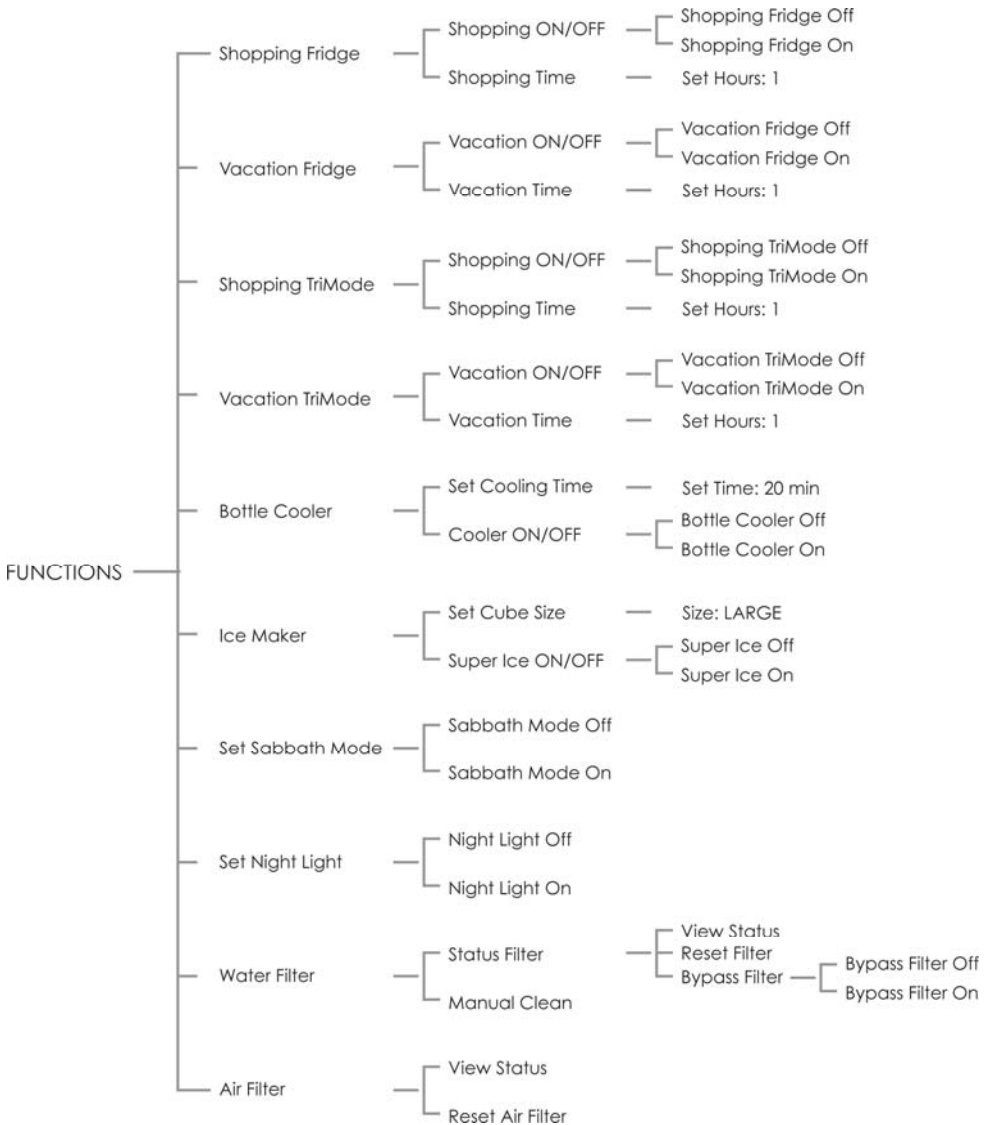 FUNCTIONS
Shopping Fridge
Shopping ON/OFF
Shopping Fridge Off
Shopping Fridge On
Shopping Time
Set Hours: 1
Vacation Fridge
Vacation ON/OFF
Vacation Fridge Off
Vacation Fridge On
Vacation Time
Set Hours: 1
Shopping TriMode
Shopping ON/OFF
Shopping TriMode Off
Shopping TriMode On
Shopping Time
Set Hours: 1
Vacation TriMode
Vacation ON/OFF
Vacation TriMode Off
Vacation TriMode On
Vacation Time
Set Hours: 1
Bottle Cooler
Set Cooling Time
Set Time: 20 min
Cooler ON/OFF
Bottle Cooler Off
Bottle Cooler On
Ice Maker
Set Cube Size
Size: LARGE
Super Ice ON/OFF
Super Ice Off
Super Ice On
Set Sabbath Mode
Sabbath Mode Off
Sabbath Mode On
Set Night Light
Night Light Off
Night Light On
Water Filter
Status Filter
View Status
Reset Filter
Bypass Filter
Bypass Filter Off
Bypass Filter On
Manual Clean
Air Filter
View Status
Reset Air Filter